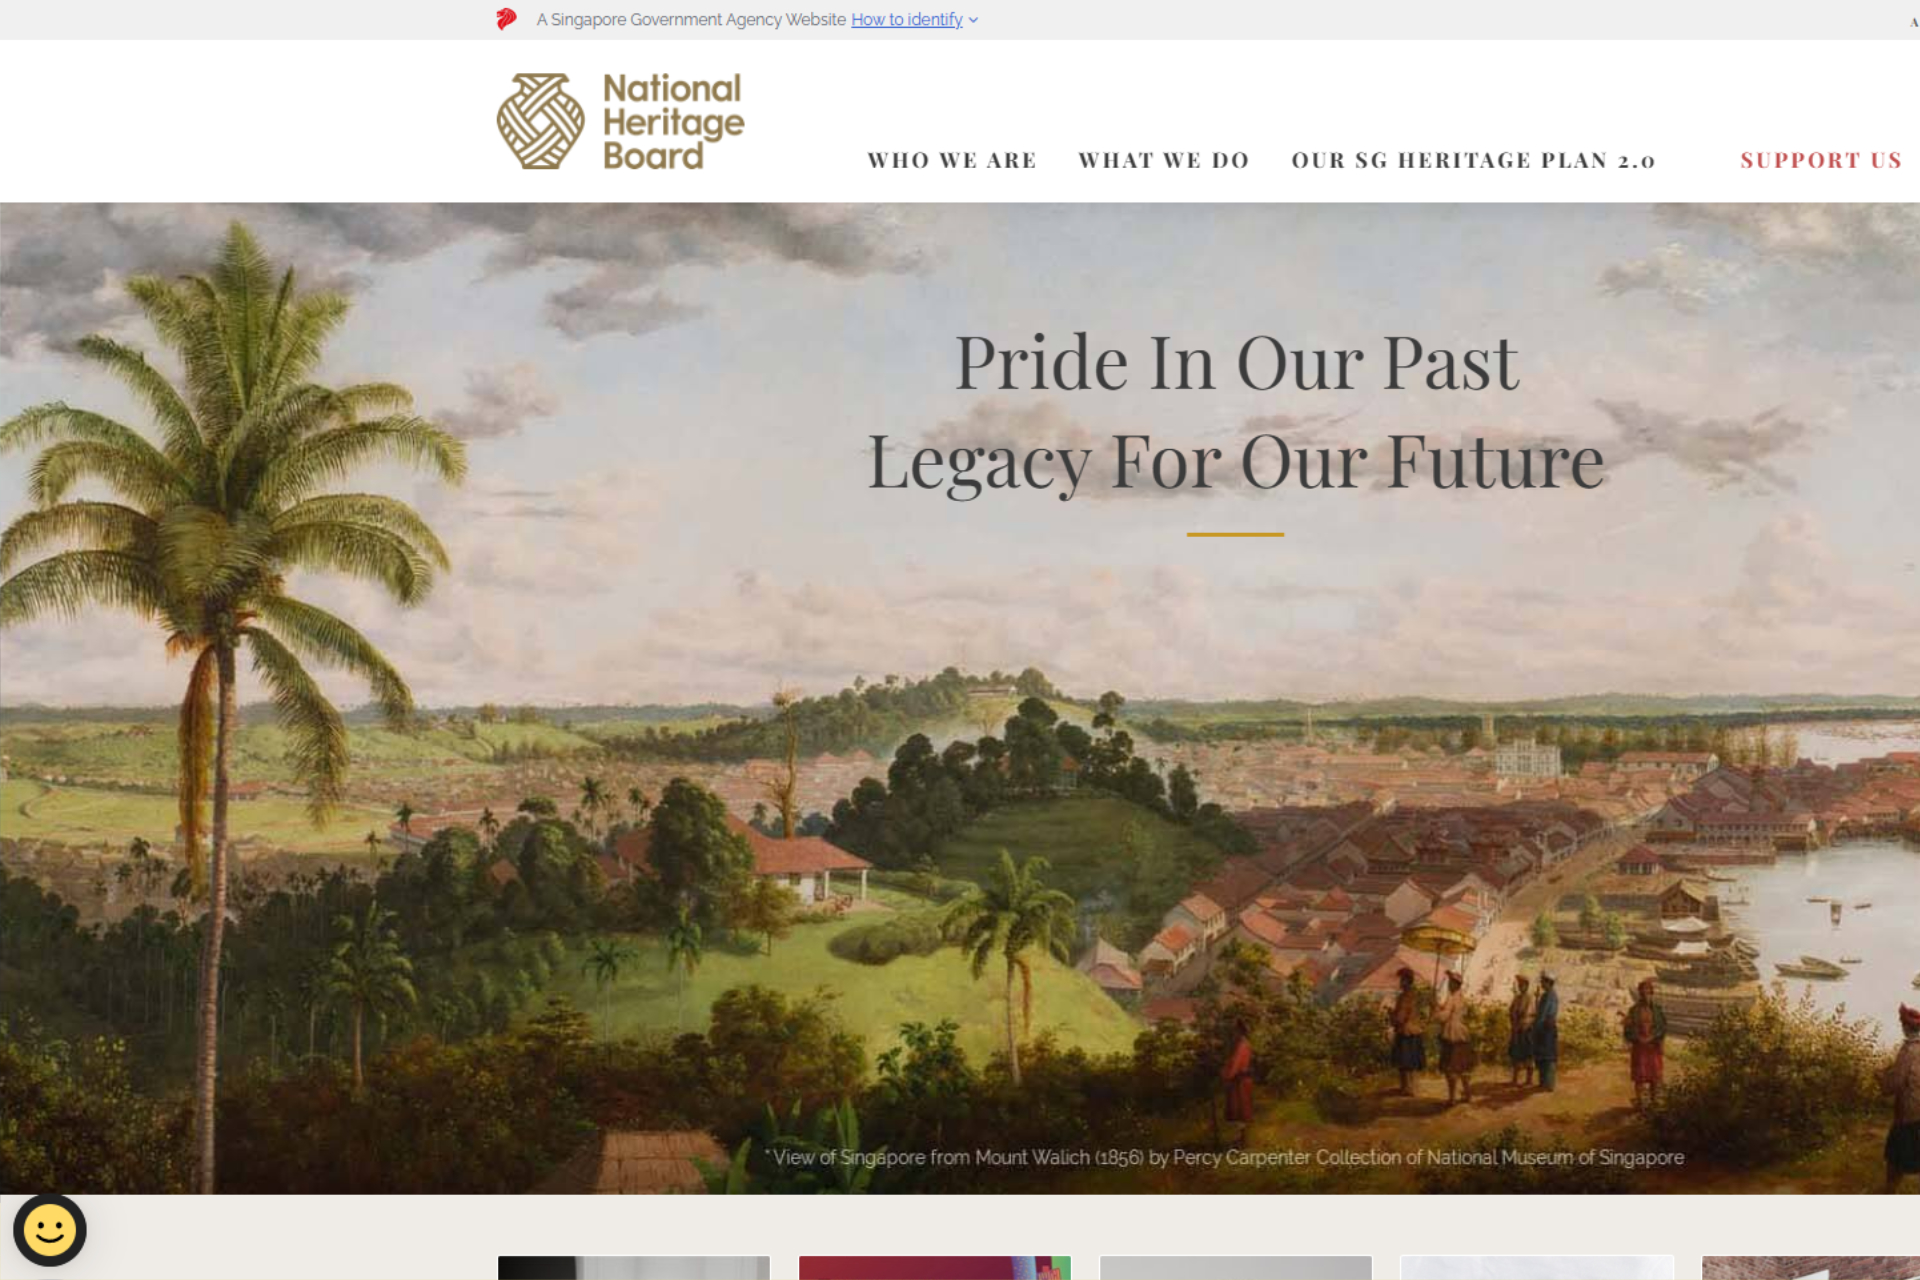 A Singapore Government Agency Website How to identify
National
Heritage
Board
WHO WE ARE
WHAT WE DO
OUR SG HERITAGE PLAN 2.0
SUPPORT US
Pride In Our Past
Legacy For Our Future
* View of Singapore from Mount Walich (1856) by Percy Carpenter Collection of National Museum of Singapore